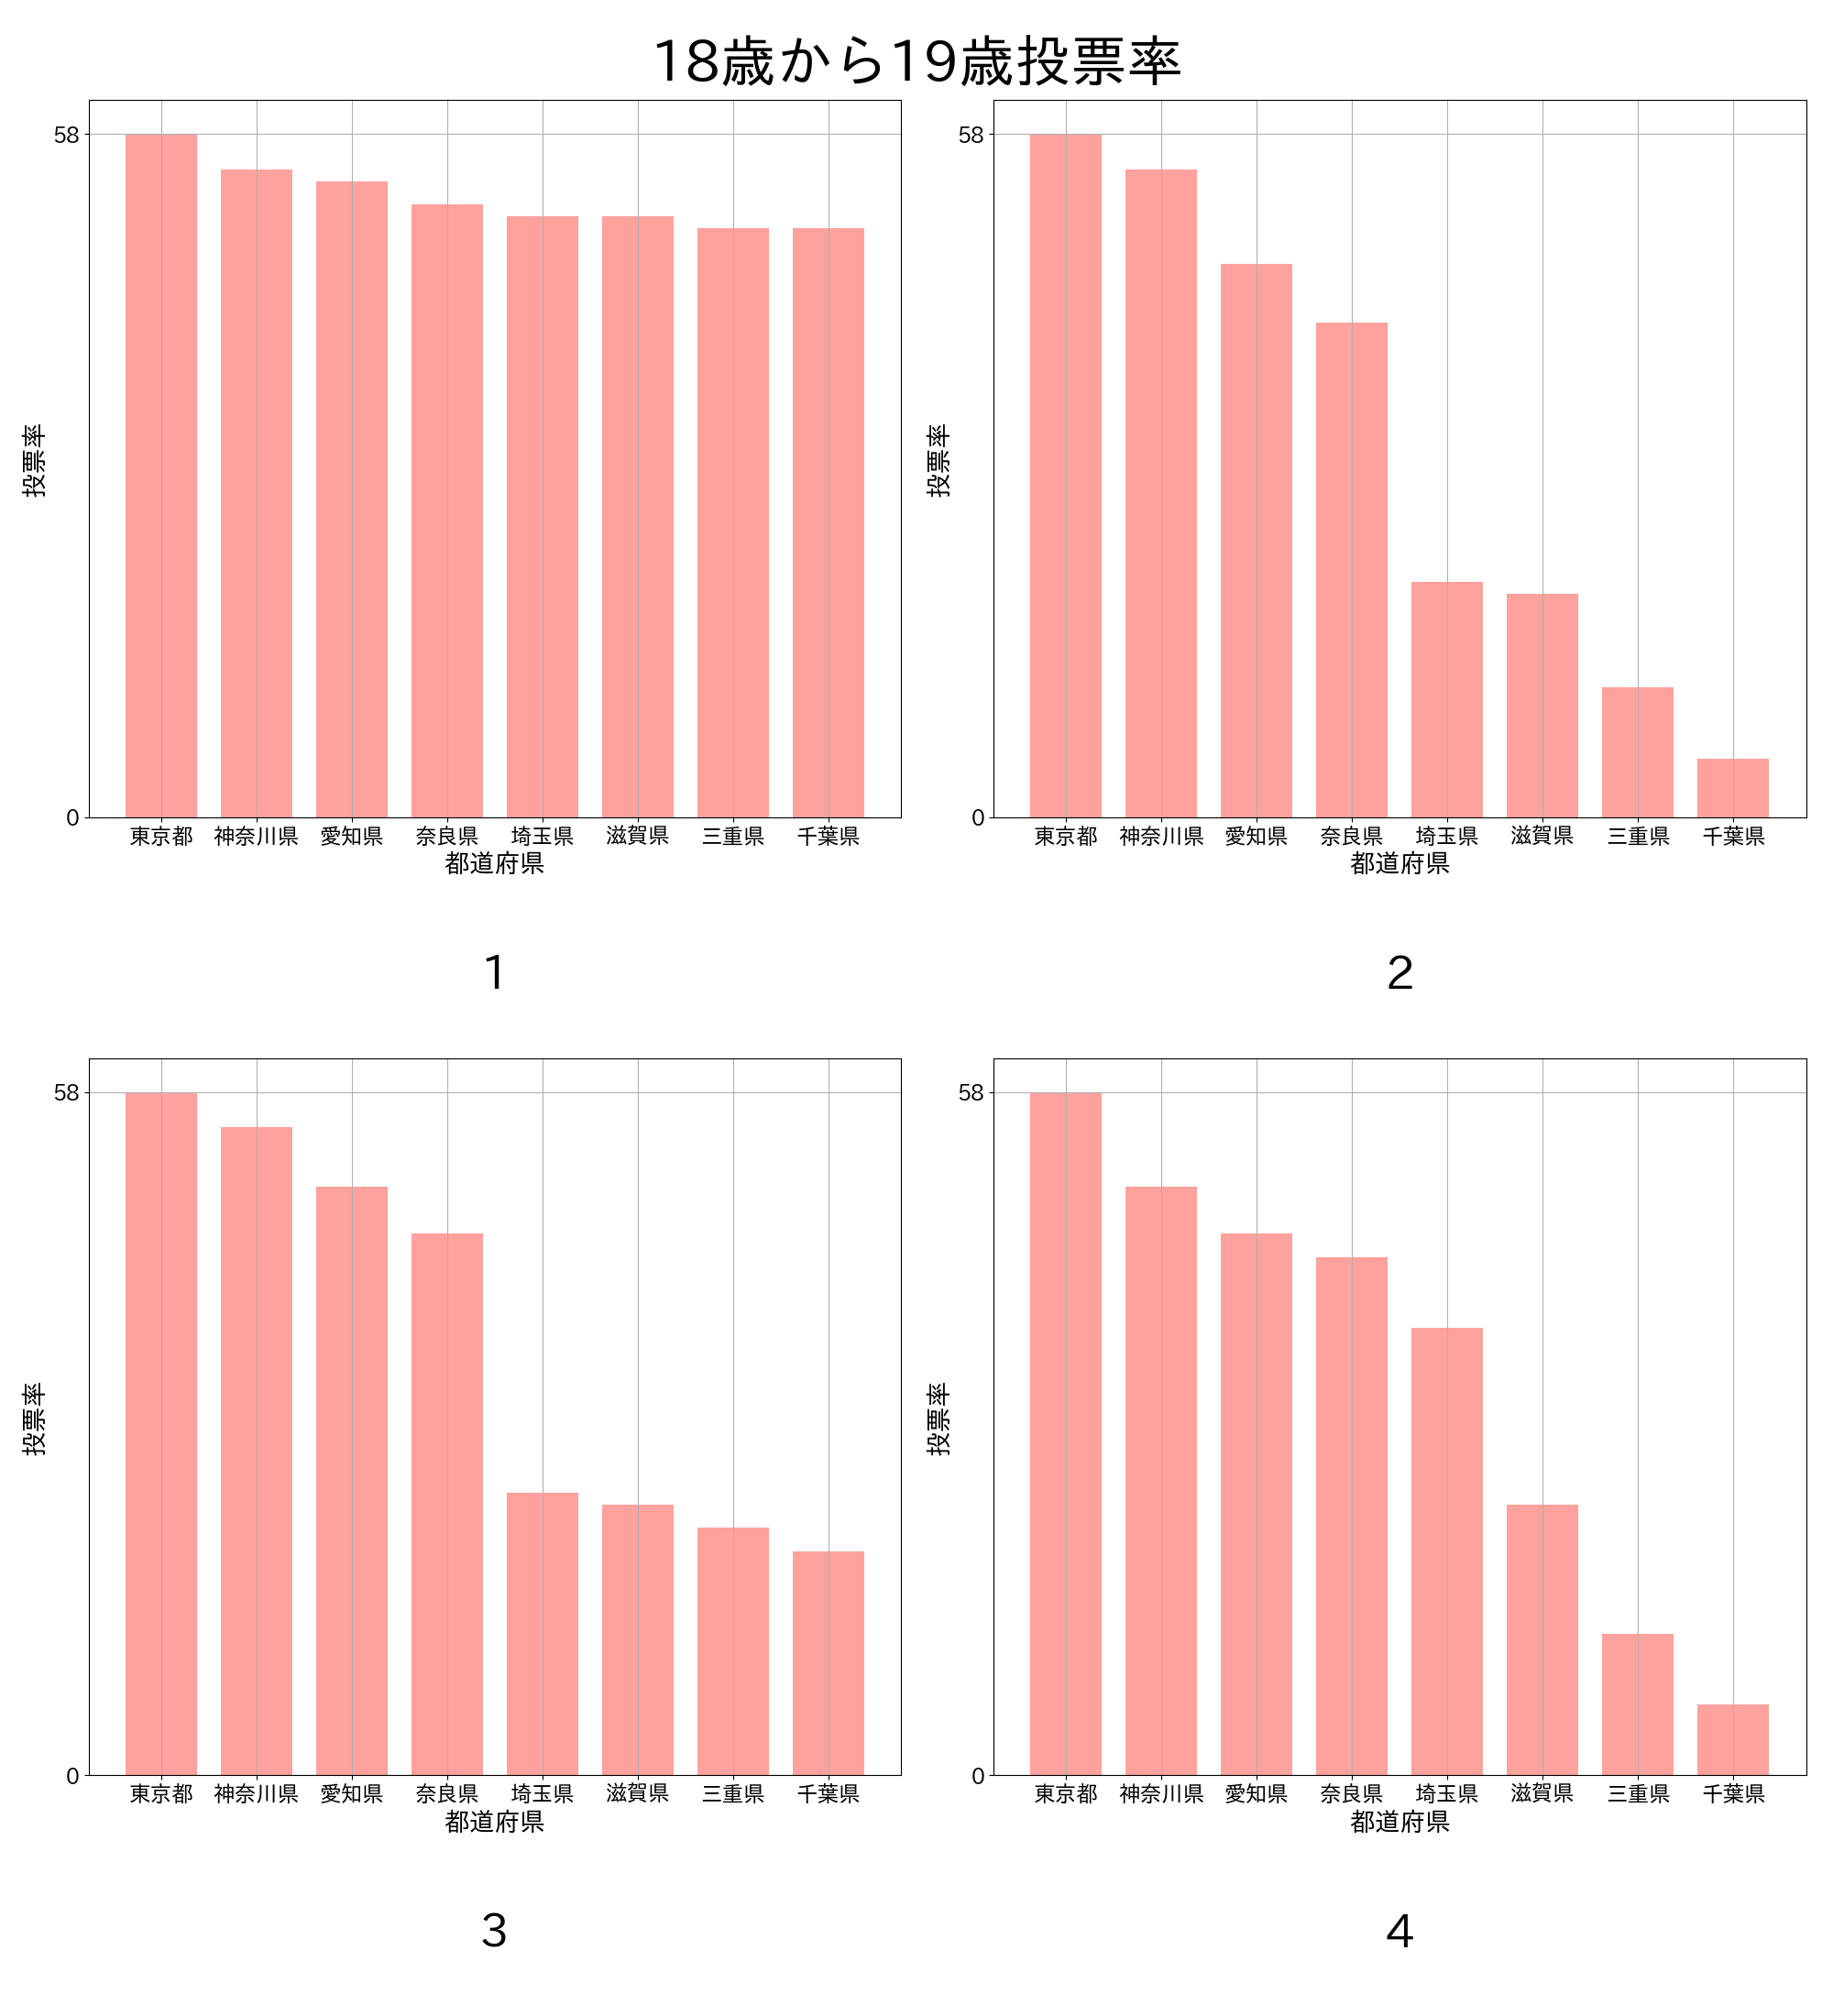 18歳から19歳投票率
58
0
投票率
東京都 神奈川県 愛知県 奈良県 埼玉県 滋賀県 三重県 千葉県
都道府県
1
58
0
投票率
東京都 神奈川県 愛知県 奈良県 埼玉県 滋賀県 三重県 千葉県
都道府県
2
58
0
投票率
東京都 神奈川県 愛知県 奈良県 埼玉県 滋賀県 三重県 千葉県
都道府県
3
58
0
投票率
東京都 神奈川県 愛知県 奈良県 埼玉県 滋賀県 三重県 千葉県
都道府県
4